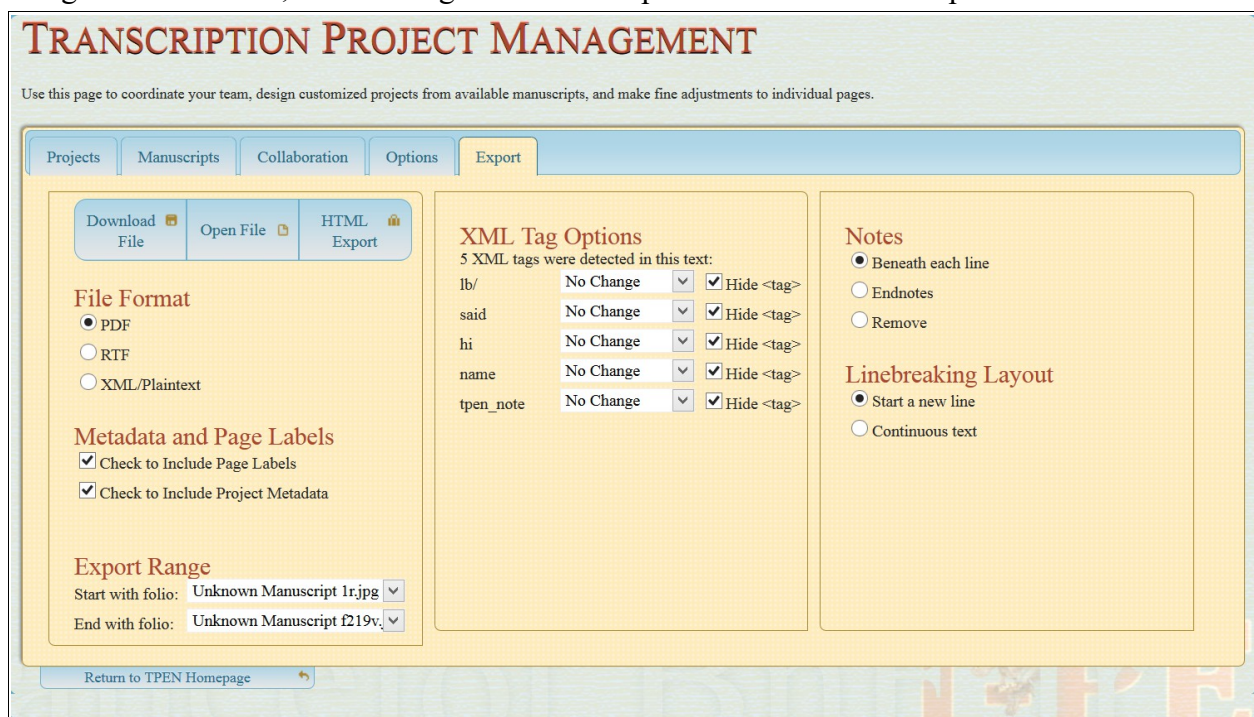 TRANSCRIPTION PROJECT MANAGEMENT
Use this page to coordinate your team, design customized projects from available manuscripts, and make fine adjustments to individual pages.
Projects
Manuscripts
Collaboration
Options
Export
Download File
Open File
HTML Export
File Format
PDF
RTF
XML/Plaintext
Metadata and Page Labels
Check to Include Page Labels
Check to Include Project Metadata
Export Range
Start with folio: Unknown Manuscript 1r.jpg
End with folio: Unknown Manuscript f219v.
XML Tag Options
5 XML tags were detected in this text:
lb/ No Change Hide <tag>
said No Change Hide <tag>
hi No Change Hide <tag>
name No Change Hide <tag>
tpen_note No Change Hide <tag>
Notes
Beneath each line
Endnotes
Remove
Linebreaking Layout
Start a new line
Continuous text
Return to TPEN Homepage